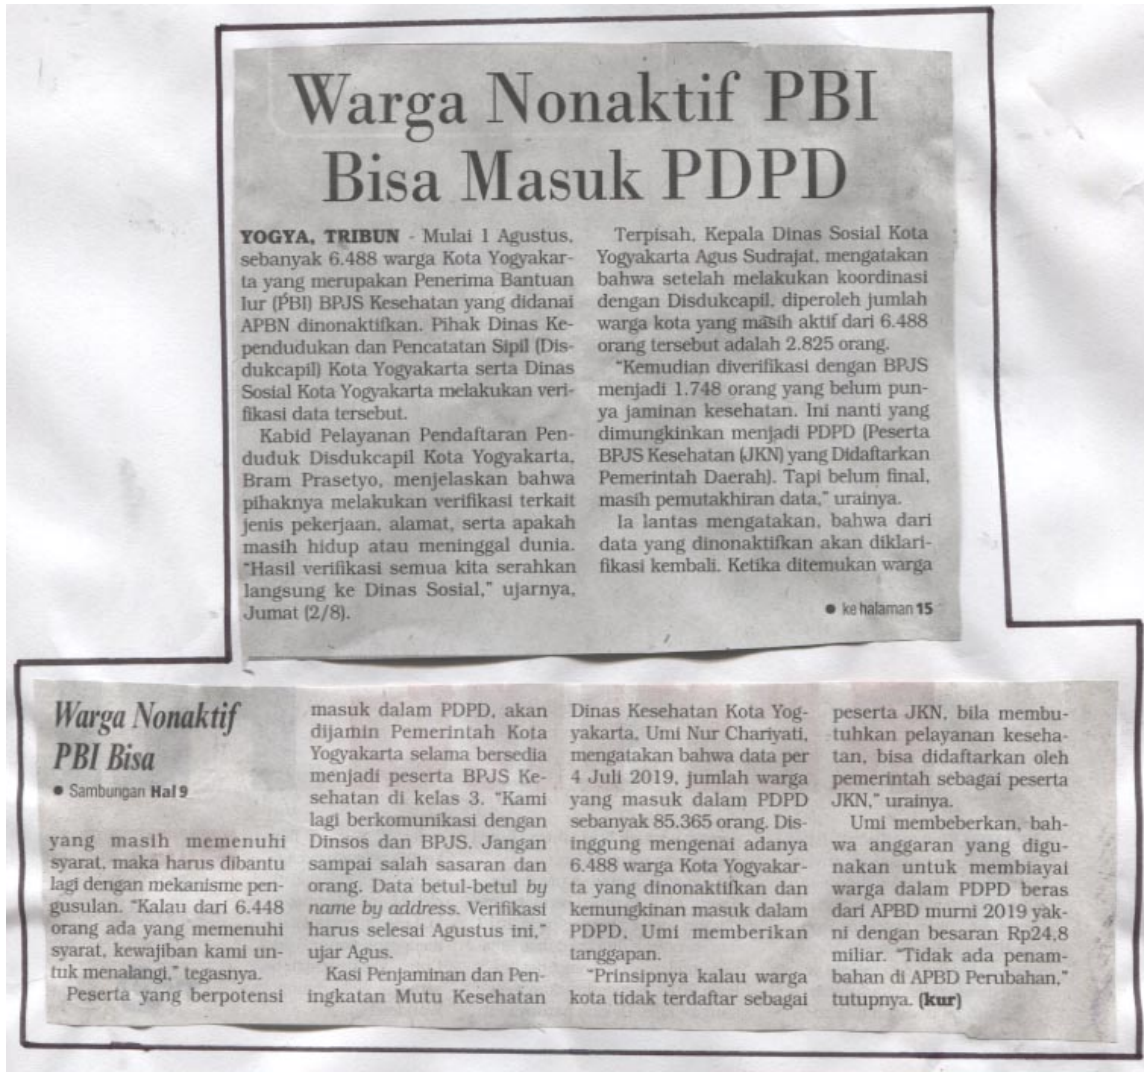 Warga Nonaktif PBI
Bisa Masuk PDPD
YOGYA, TRIBUN - Mulai 1 Agustus,
sebanyak 6.488 warga Kota Yogyakar-
ta yang merupakan Penerima Bantuan
Iur (PBI) BPJS Kesehatan yang didanai
APBN dinonaktifkan. Pihak Dinas Ke-
pendudukan dan Pencatatan Sipil (Dis-
dukcapil) Kota Yogyakarta serta Dinas
Sosial Kota Yogyakarta melakukan veri-
fikasi data tersebut.
Kabid Pelayanan Pendaftaran Pen-
duduk Disdukcapil Kota Yogyakarta,
Bram Prasetyo, menjelaskan bahwa
pihaknya melakukan verifikasi terkait
jenis pekerjaan, alamat, serta apakah
masih hidup atau meninggal dunia.
"Hasil verifikasi semua kita serahkan
langsung ke Dinas Sosial," ujarnya,
Jumat (2/8).
Terpisah, Kepala Dinas Sosial Kota
Yogyakarta Agus Sudrajat, mengatakan
bahwa setelah melakukan koordinasi
dengan Disdukcapil, diperoleh jumlah
warga kota yang masih aktif dari 6.488
orang tersebut adalah 2.825 orang.
"Kemudian diverifikasi dengan BPJS
menjadi 1.748 orang yang belum pun-
ya jaminan kesehatan. Ini nanti yang
dimungkinkan menjadi PDPD (Peserta
BPJS Kesehatan (JKN) yang Didaftarkan
Pemerintah Daerah). Tapi belum final,
masih pemutakhiran data," urainya.
Ia lantas mengatakan, bahwa dari
data yang dinonaktifkan akan diklari-
fikasi kembali. Ketika ditemukan warga
● ke halaman 15
Warga Nonaktif
PBI Bisa
● Sambungan Hal 9
yang masih memenuhi
syarat, maka harus dibantu
lagi dengan mekanisme pen-
gusulan. "Kalau dari 6.448
orang ada yang memenuhi
syarat, kewajiban kami un-
tuk menalangi," tegasnya.
Peserta yang berpotensi
masuk dalam PDPD, akan
dijamin Pemerintah Kota
Yogyakarta selama bersedia
menjadi peserta BPJS Ke-
sehatan di kelas 3. "Kami
lagi berkomunikasi dengan
Dinsos dan BPJS. Jangan
sampai salah sasaran dan
orang. Data betul-betul by
name by address. Verifikasi
harus selesai Agustus ini,"
ujar Agus.
Kasi Penjaminan dan Pen-
ingkatan Mutu Kesehatan
Dinas Kesehatan Kota Yog-
yakarta, Umi Nur Chariyati,
mengatakan bahwa data per
4 Juli 2019, jumlah warga
yang masuk dalam PDPD
sebanyak 85.365 orang. Dis-
inggung mengenai adanya
6.488 warga Kota Yogyakar-
ta yang dinonaktifkan dan
kemungkinan masuk dalam
PDPD, Umi memberikan
tanggapan.
"Prinsipnya kalau warga
kota tidak terdaftar sebagai
peserta JKN, bila membu-
tuhkan pelayanan keseha-
tan, bisa didaftarkan oleh
pemerintah sebagai peserta
JKN," urainya.
Umi membeberkan, bah-
wa anggaran yang digu-
nakan untuk membiayai
warga dalam PDPD beras
dari APBD murni 2019 yak-
ni dengan besaran Rp24,8
miliar. "Tidak ada penam-
bahan di APBD Perubahan,"
tutupnya. (kur)